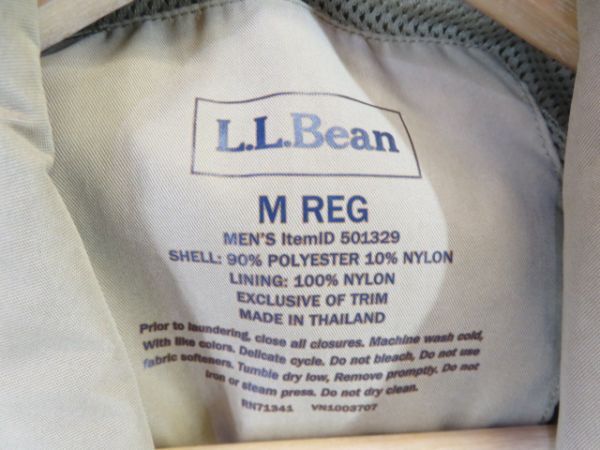 L.L.Bean
M REG
MEN'S ItemID 501329
SHELL: 90% POLYESTER 10% NYLON
LINING: 100% NYLON
EXCLUSIVE OF TRIM
MADE IN THAILAND
Prior to laundering, close all closures. Machine wash cold,
With like colors. Delicate cycle. Do not bleach, Do not use
fabric softeners. Tumble dry low, Remove promptly. Do not
iron or steam press. Do not dry clean.
RN71341 VN1003707